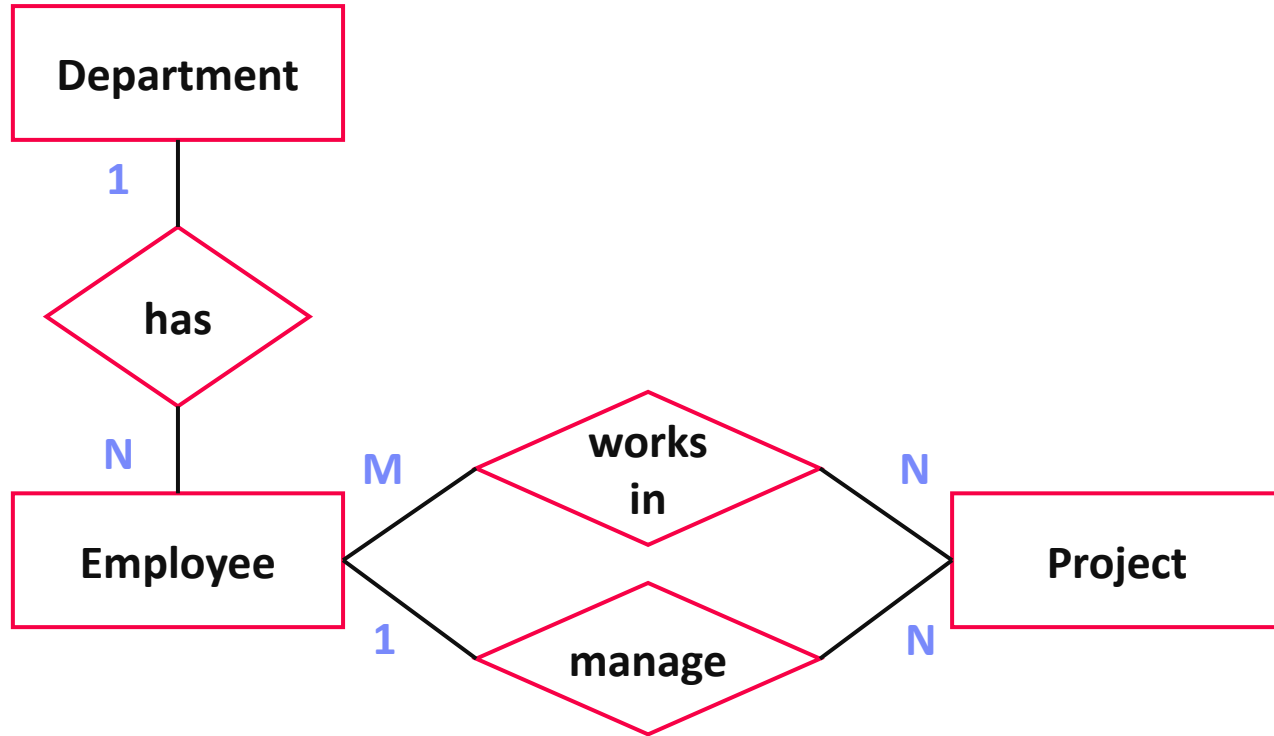 Department
1
has
N
M
works
in
N
Employee
Project
1
manage
N